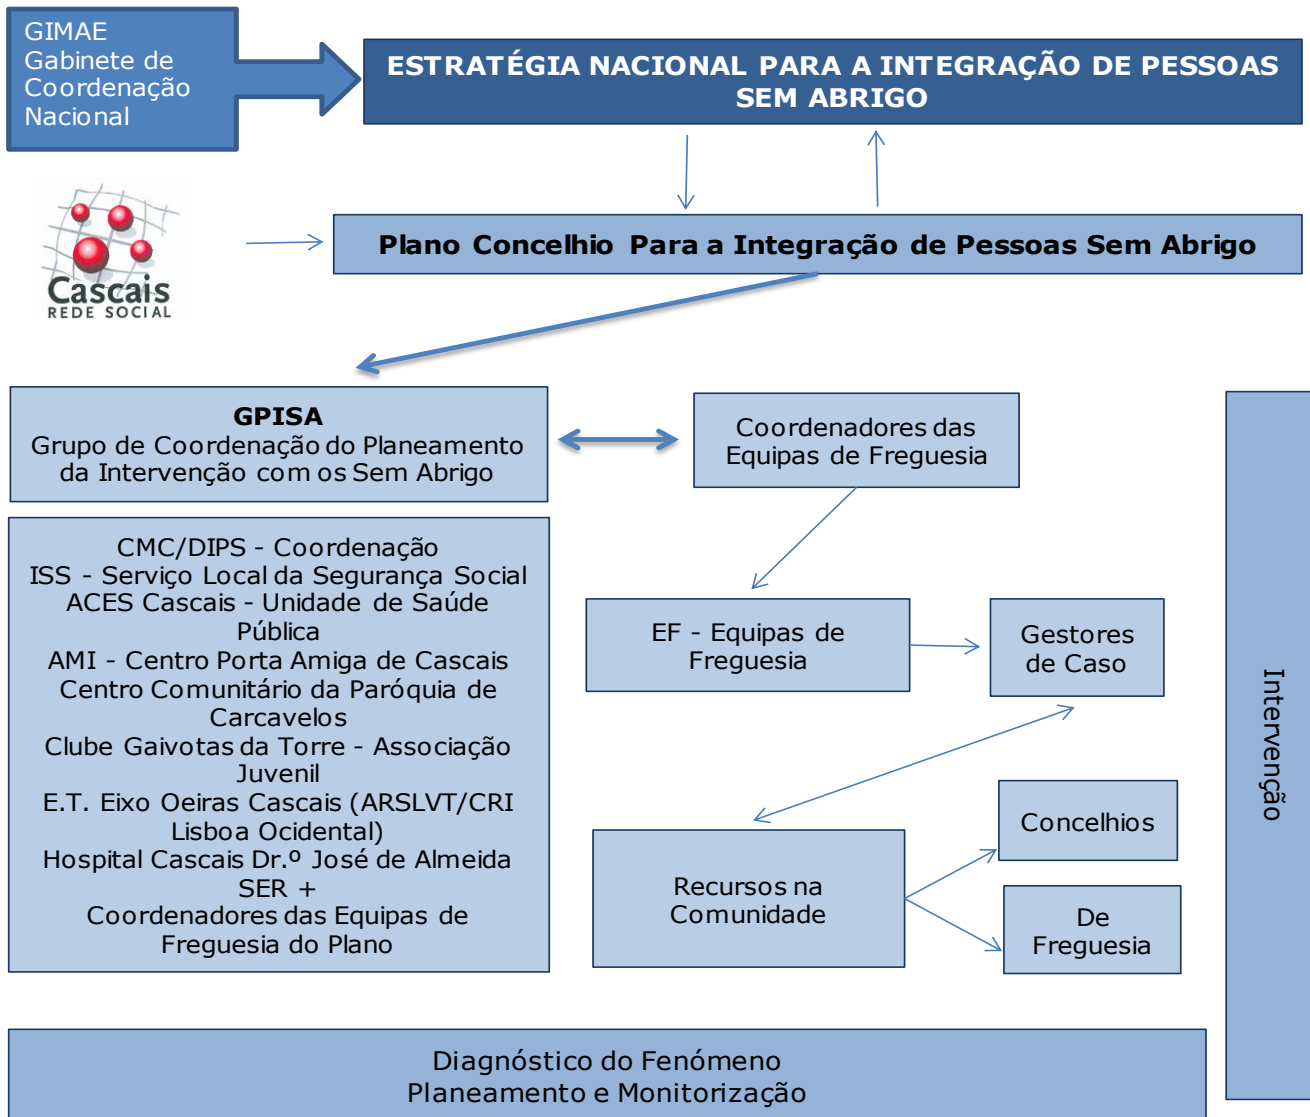 GIMAE
Gabinete de
Coordenação
Nacional
ESTRATÉGIA NACIONAL PARA A INTEGRAÇÃO DE PESSOAS
SEM ABRIGO
Cascais
REDE SOCIAL
Plano Concelhio Para a Integração de Pessoas Sem Abrigo
GPISA
Grupo de Coordenação do Planeamento
da Intervenção com os Sem Abrigo
Coordenadores das
Equipas de Freguesia
CMC/DIPS - Coordenação
ISS - Serviço Local da Segurança Social
ACES Cascais - Unidade de Saúde
Pública
AMI - Centro Porta Amiga de Cascais
Centro Comunitário da Paróquia de
Carcavelos
Clube Gaivotas da Torre - Associação
Juvenil
E.T. Eixo Oeiras Cascais (ARSLVT/CRI
Lisboa Ocidental)
Hospital Cascais Dr.º José de Almeida
SER +
Coordenadores das Equipas de
Freguesia do Plano
EF - Equipas de
Freguesia
Gestores
de Caso
Recursos na
Comunidade
Concelhios
De
Freguesia
Intervenção
Diagnóstico do Fenómeno
Planeamento e Monitorização